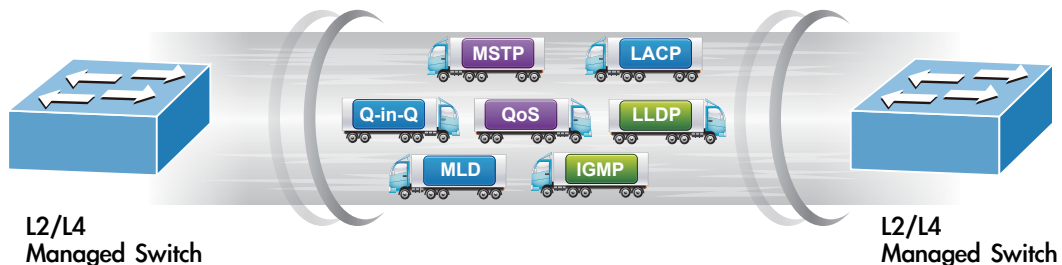 MSTP
LACP
Q-in-Q
QoS
LLDP
MLD
IGMP
L2/L4
Managed Switch
L2/L4
Managed Switch